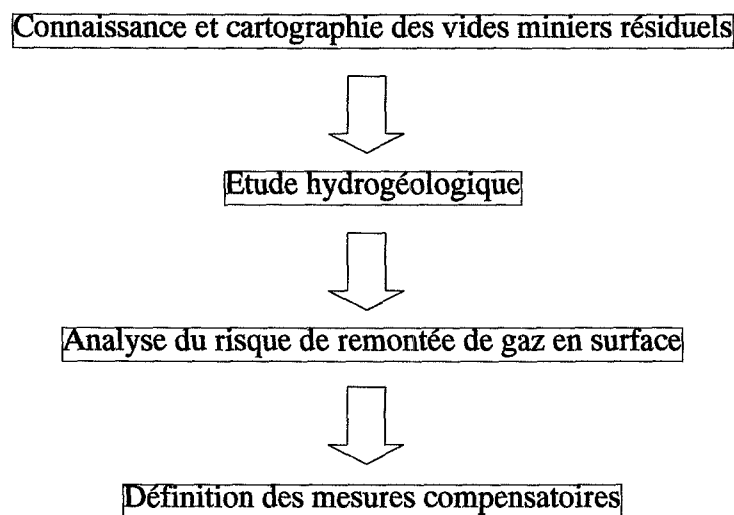 Connaissance et cartographie des vides miniers résiduels
Etude hydrogéologique
Analyse du risque de remontée de gaz en surface
Définition des mesures compensatoires